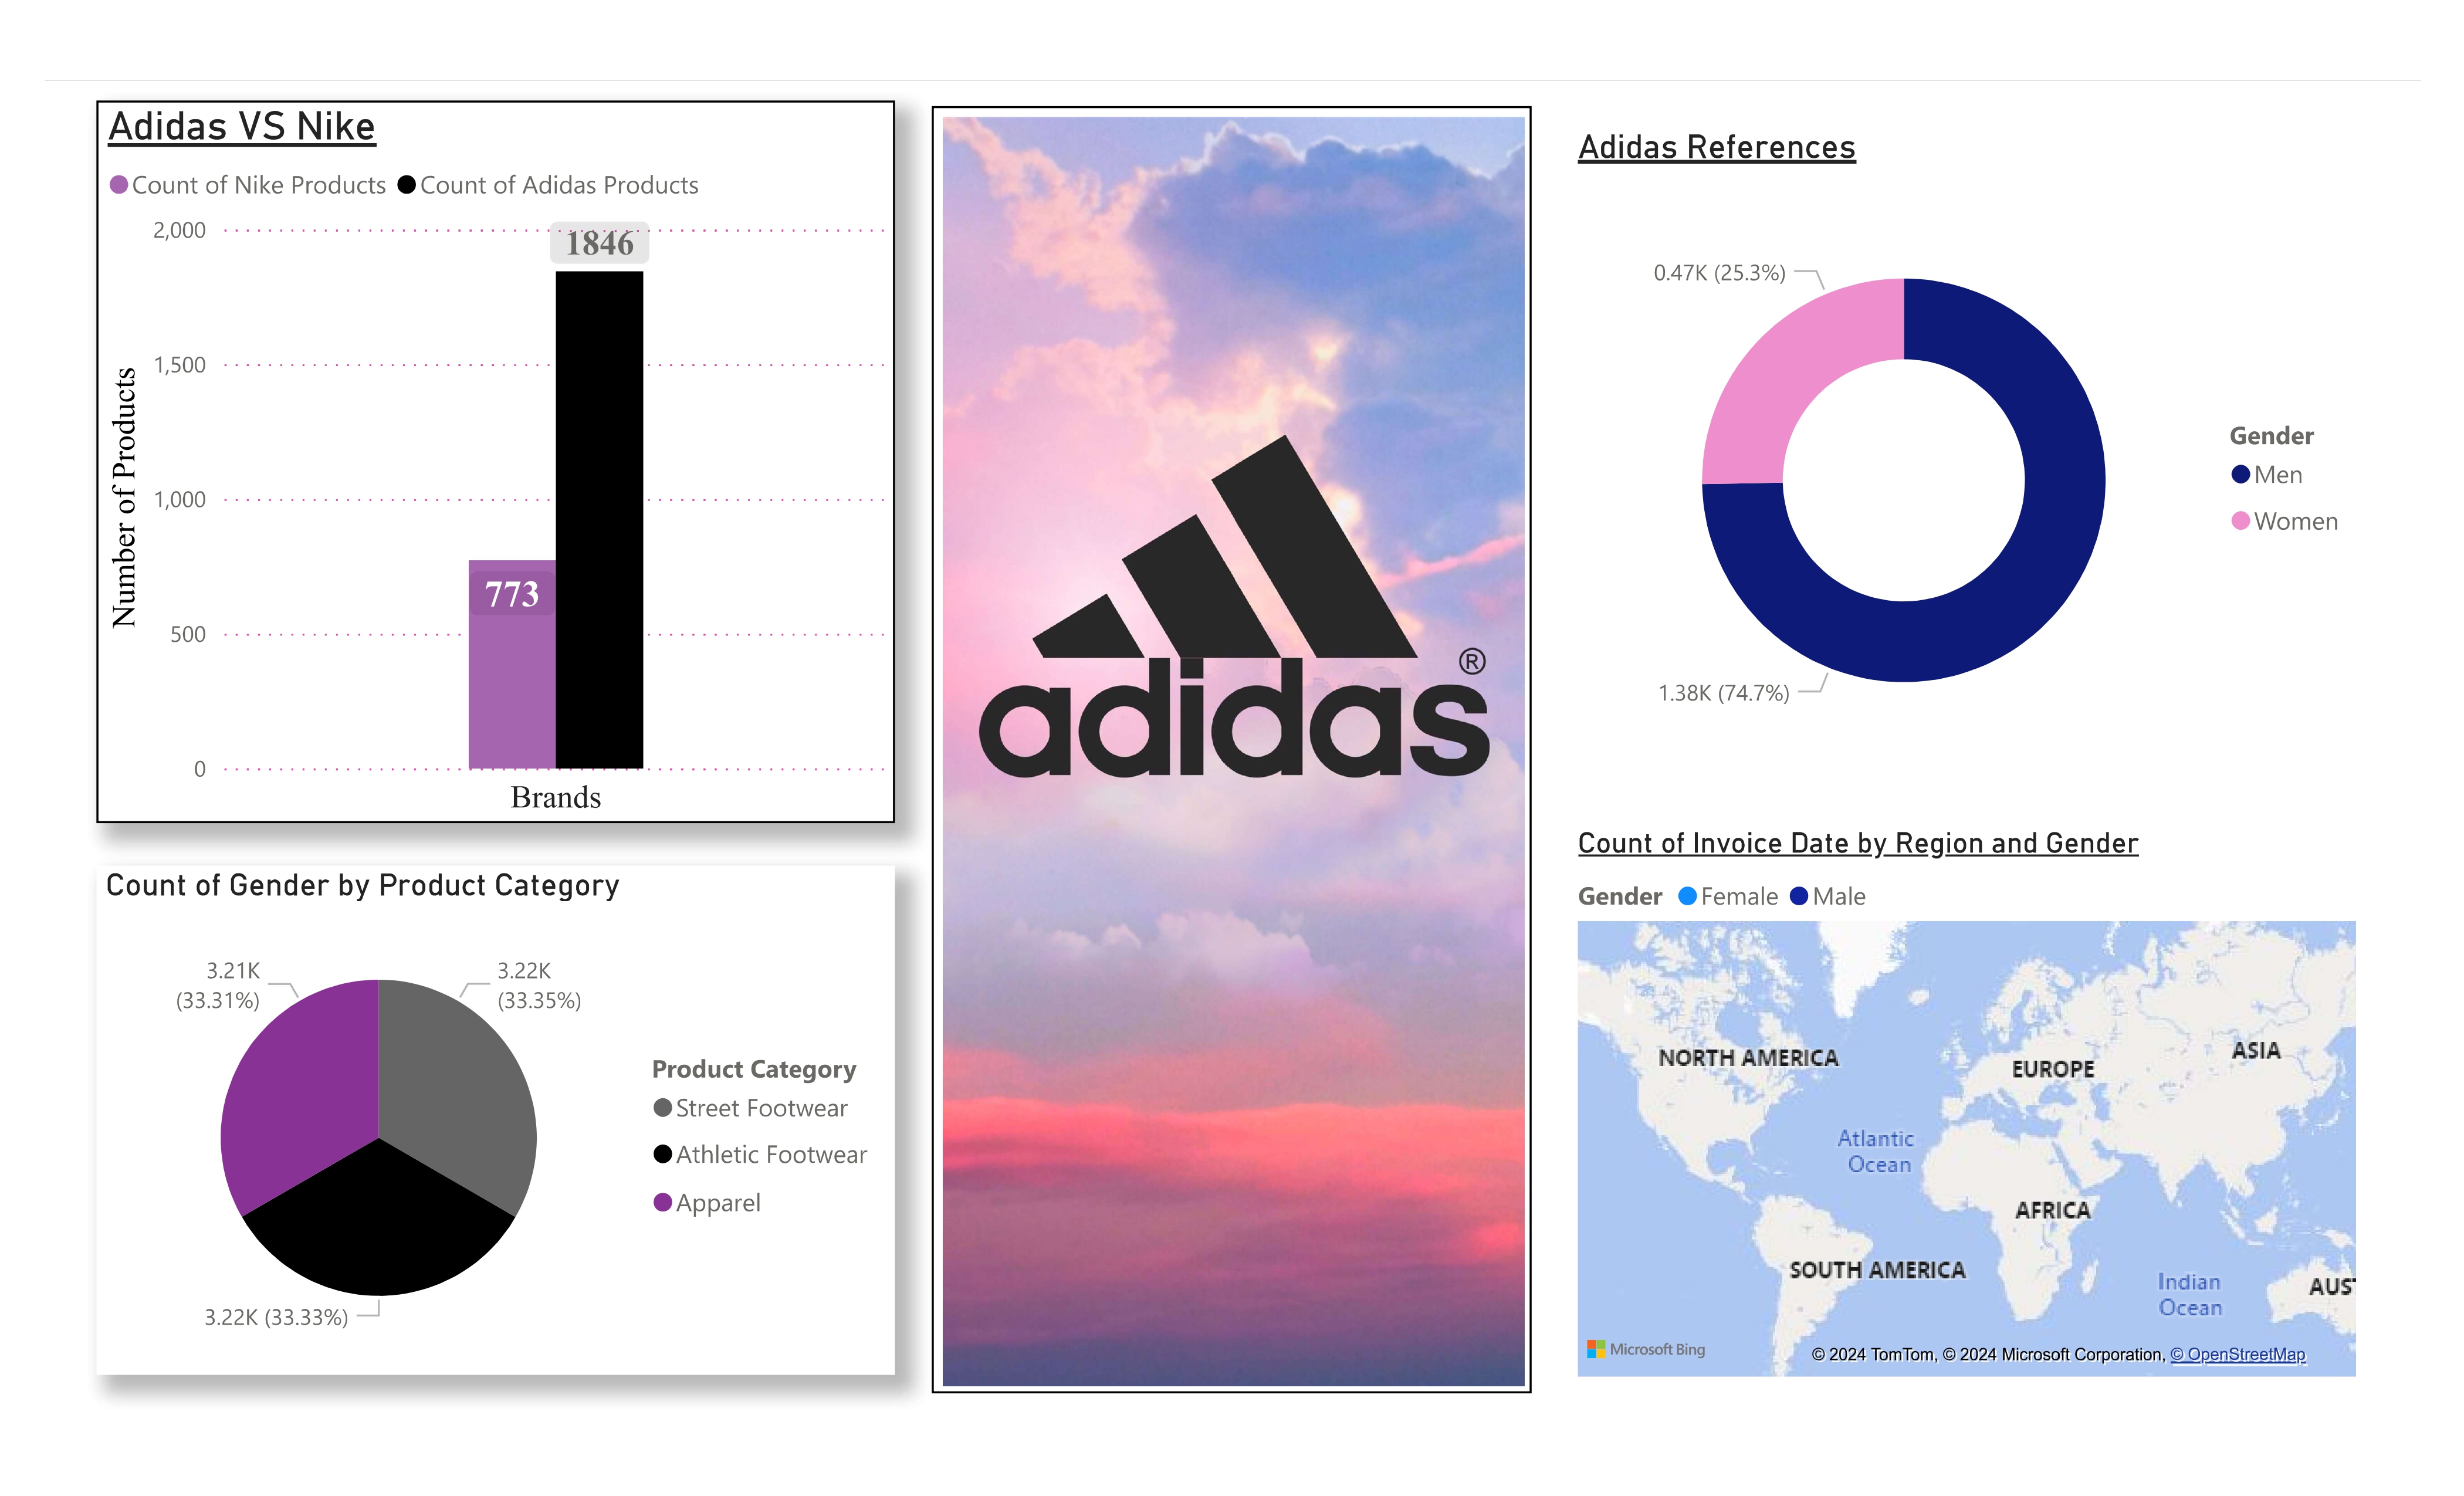 Adidas VS Nike
Count of Nike Products Count of Adidas Products
2,000
1,500
1,000
500
0
Number of Products
1846
773
Brands
Count of Gender by Product Category
3.21K
(33.31%)
3.22K
(33.35%)
3.22K (33.33%)
Product Category
Street Footwear
Athletic Footwear
Apparel
adidas®
Adidas References
0.47K (25.3%)
1.38K (74.7%)
Gender
Men
Women
Count of Invoice Date by Region and Gender
Gender Female Male
NORTH AMERICA
EUROPE
ASIA
Atlantic
Ocean
AFRICA
SOUTH AMERICA
Indian
Ocean
AUS
Microsoft Bing
© 2024 TomTom, © 2024 Microsoft Corporation, © OpenStreetMap